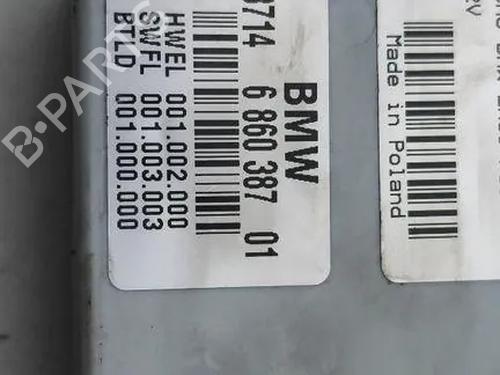 BMW
6 860 387 01
8714
HWEL 001.002.000
SWFL 001.003.003
BTLD 001.000.000
Made in Poland